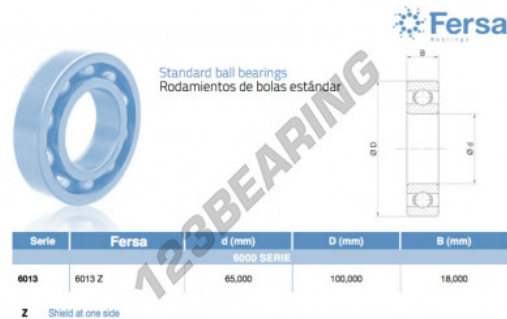 Fersa
Bearings
B
Standard ball bearings
Rodamientos de bolas estándar
Ø D
Ø d
123BEARING
Serie Fersa d (mm) D (mm) B (mm)
6000 SERIE
6013 6013 Z 65,000 100,000 18,000
Z Shield at one side